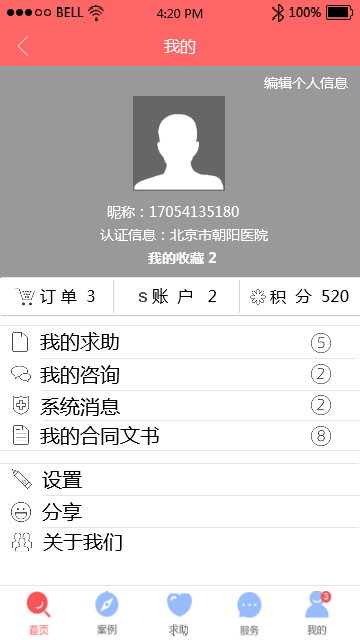 BELL 4:20 PM 100%
我的
编辑个人信息
昵称：17054135180
认证信息：北京市朝阳医院
我的收藏 2
订单 3 s账 户 2 积 分 520
我的求助 5
我的咨询 2
系统消息 2
我的合同文书 8
设置
分享
关于我们
3
首页 案例 求助 服务 我的